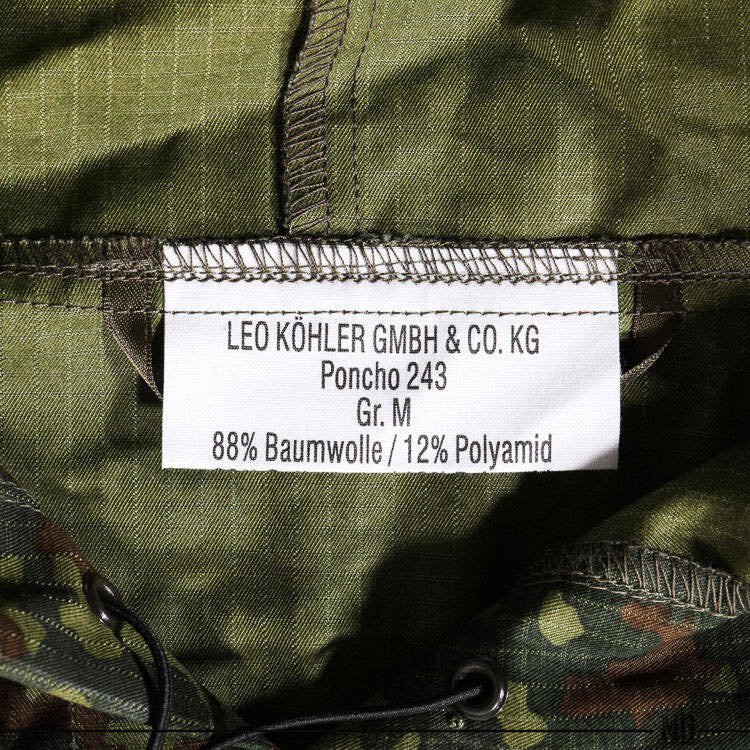 LEO KÖHLER GMBH & CO. KG
Poncho 243
Gr. M
88% Baumwolle / 12% Polyamid